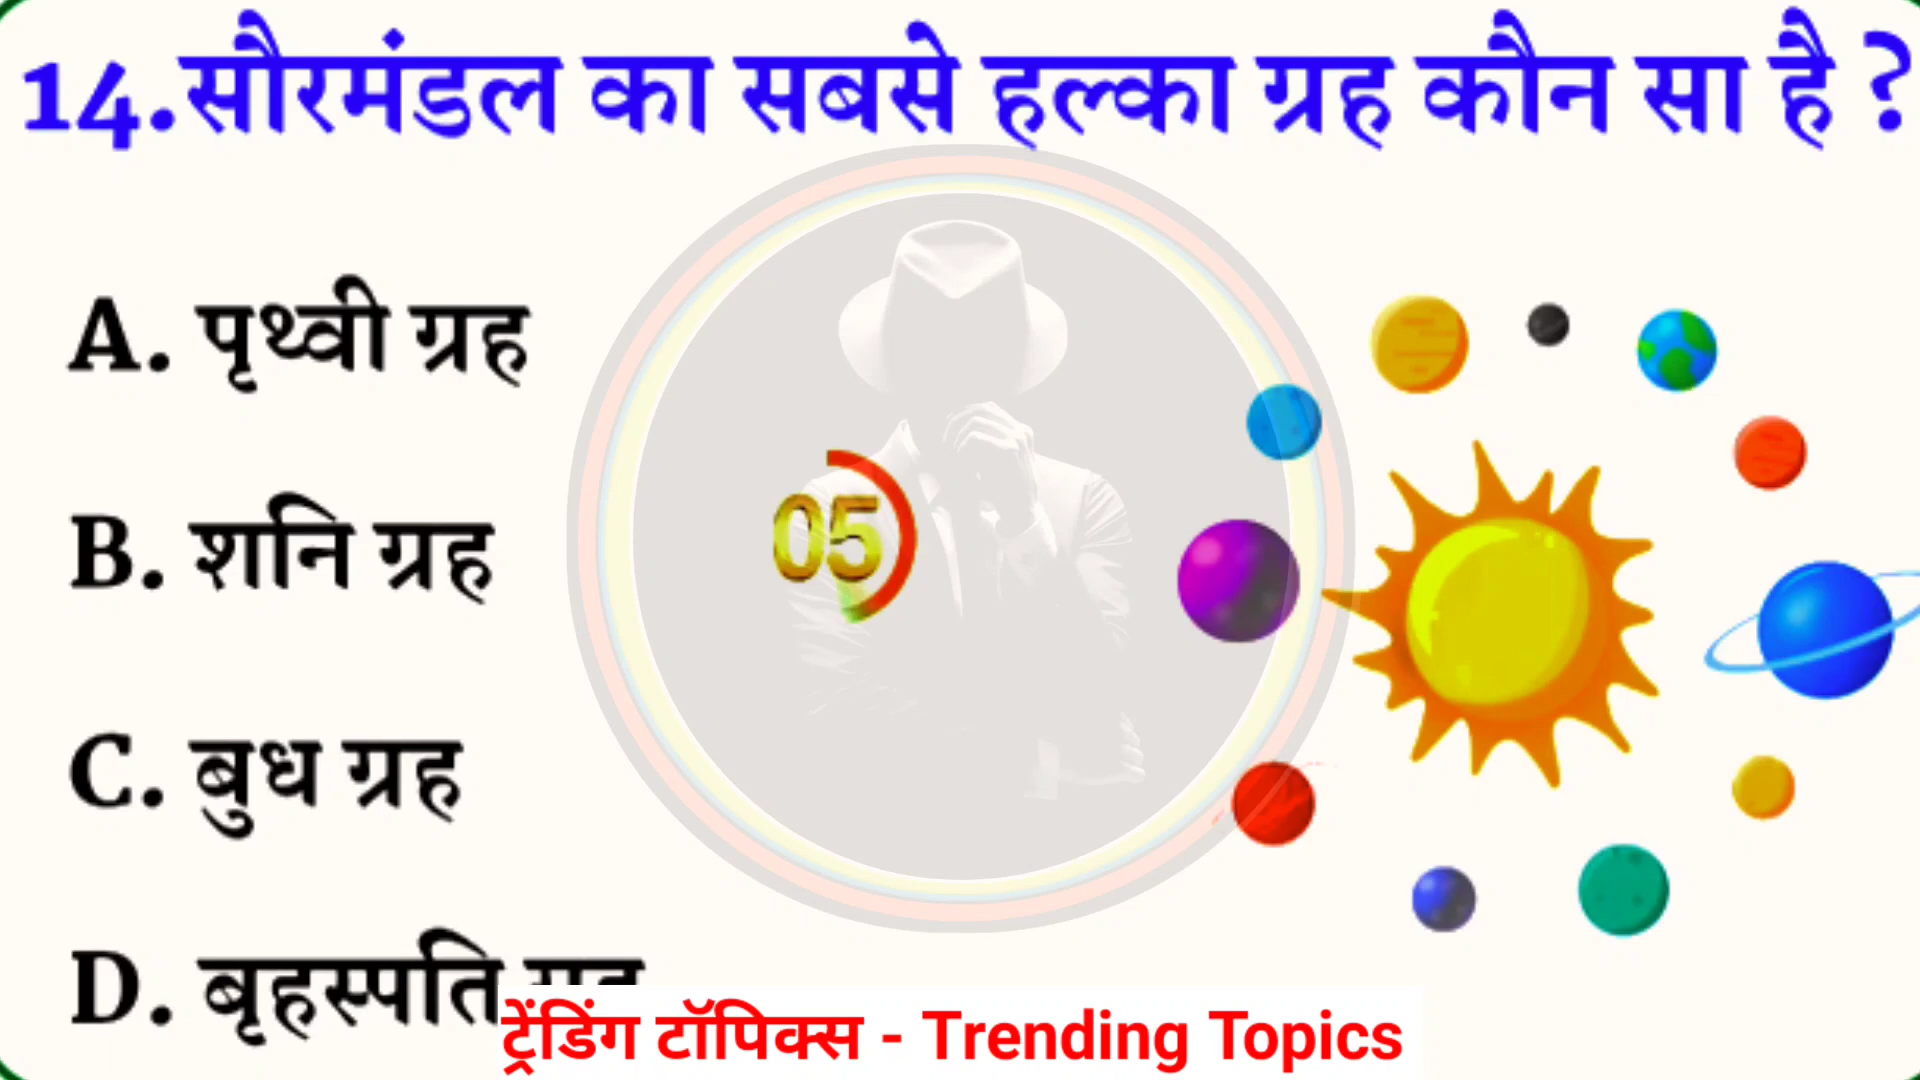 14.सौरमंडल का सबसे हल्का ग्रह कौन सा है ?
A. पृथ्वी ग्रह
B. शनि ग्रह
05
C. बुध ग्रह
D. बृहस्पति
ट्रेंडिंग टॉपिक्स - Trending Topics